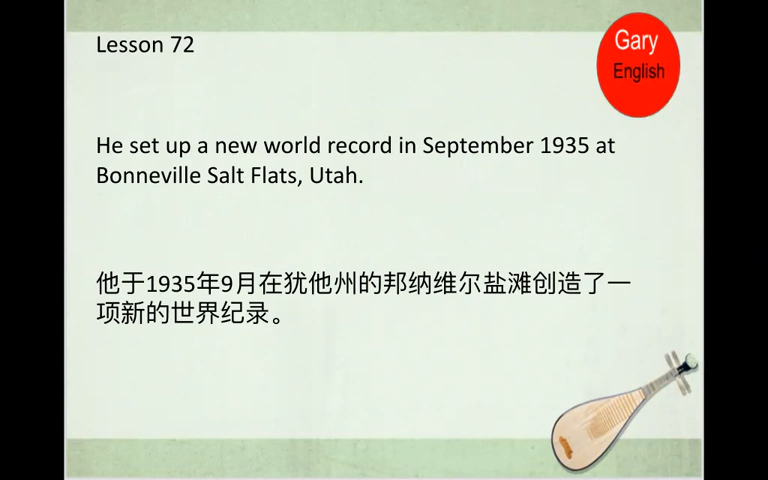 Lesson 72
Gary
English
He set up a new world record in September 1935 at
Bonneville Salt Flats, Utah.
他于1935年9月在犹他州的邦纳维尔盐滩创造了一
项新的世界纪录。